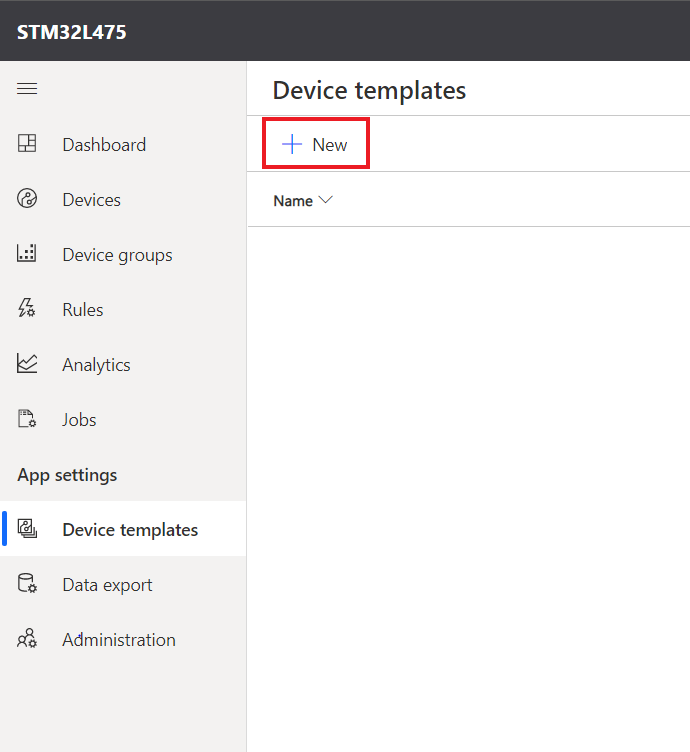 STM32L475
Dashboard
Devices
Device groups
Rules
Analytics
Jobs
App settings
Device templates
Data export
Administration
Device templates
New
Name